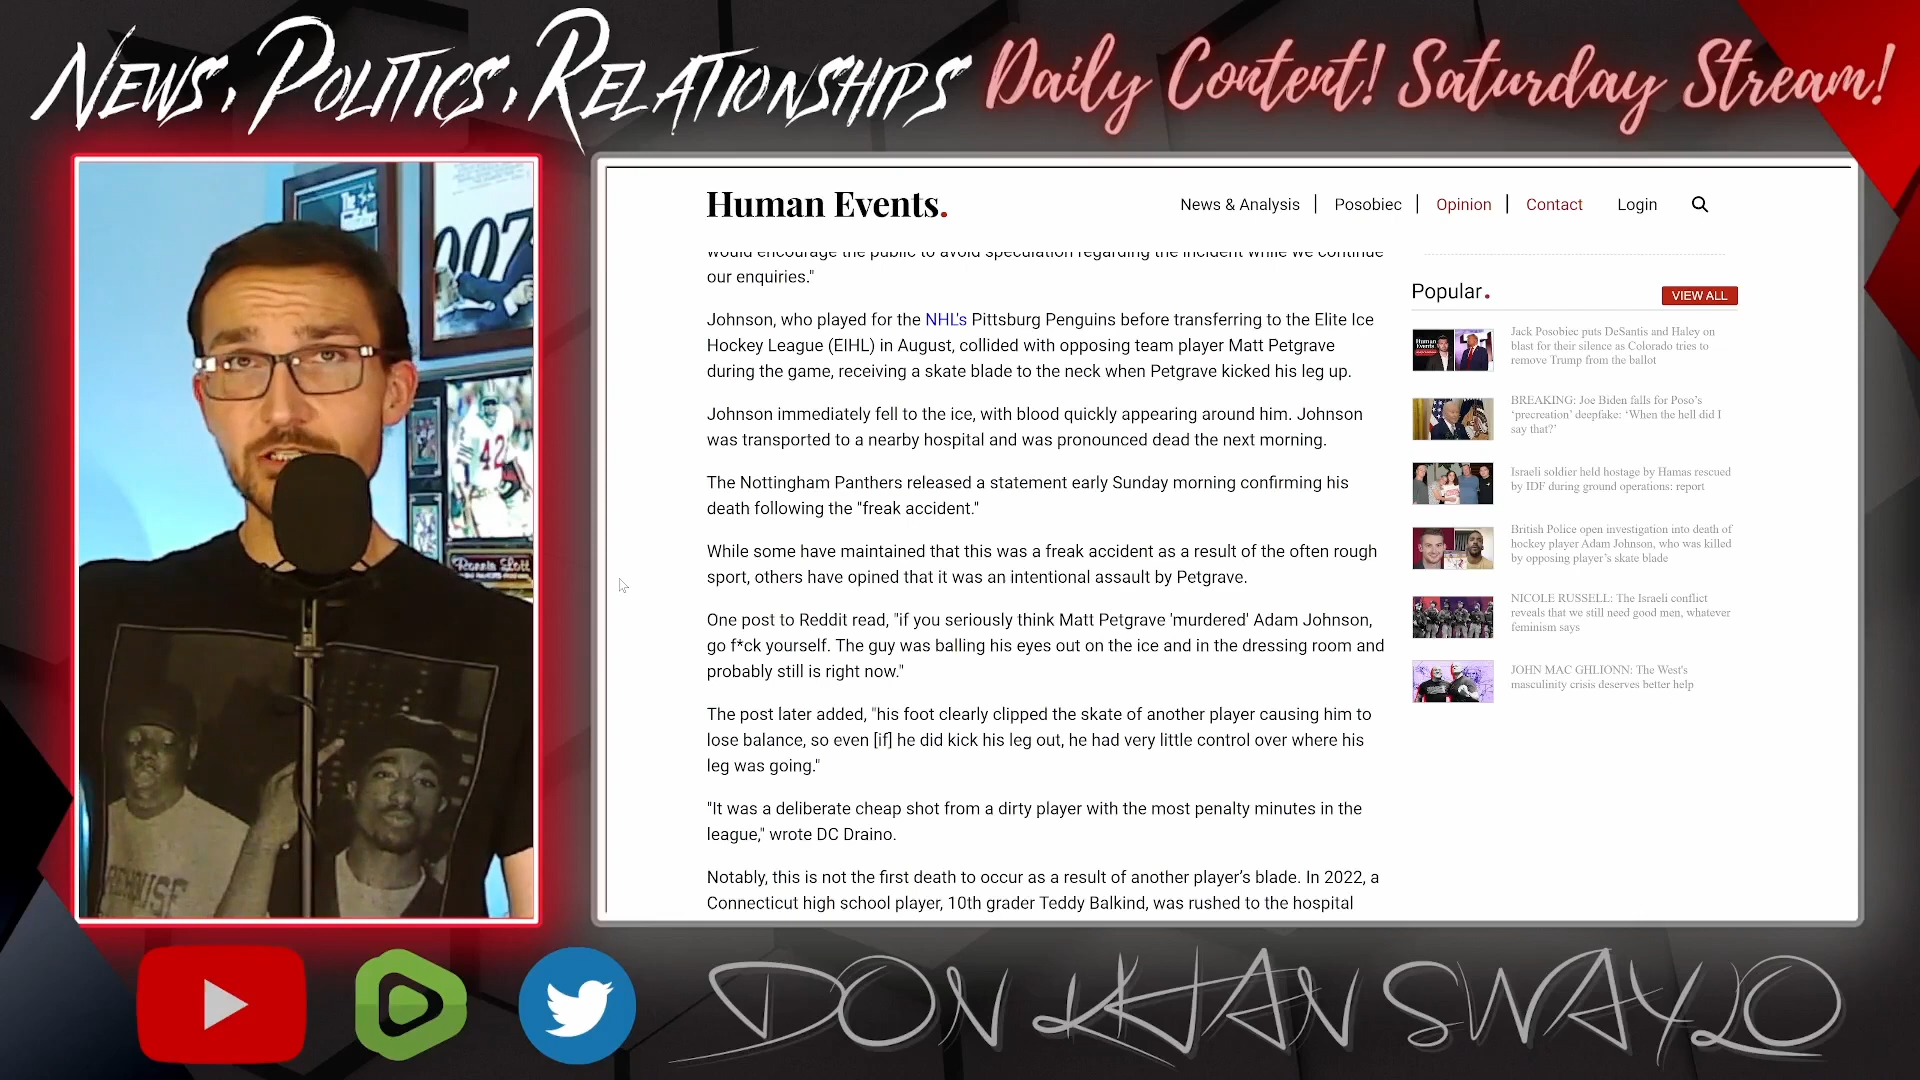 NEWS, POLITICS, RELATIONSHIPS Daily Content! Saturday Stream!
007
42
Ronnie Lott
Human Events.
News & Analysis | Posobiec | Opinion | Contact Login
would encourage the public to avoid speculation regarding the incident while we continue
our enquiries."
Johnson, who played for the NHL's Pittsburg Penguins before transferring to the Elite Ice
Hockey League (EIHL) in August, collided with opposing team player Matt Petgrave
during the game, receiving a skate blade to the neck when Petgrave kicked his leg up.
Johnson immediately fell to the ice, with blood quickly appearing around him. Johnson
was transported to a nearby hospital and was pronounced dead the next morning.
The Nottingham Panthers released a statement early Sunday morning confirming his
death following the "freak accident."
While some have maintained that this was a freak accident as a result of the often rough
sport, others have opined that it was an intentional assault by Petgrave.
One post to Reddit read, "if you seriously think Matt Petgrave 'murdered' Adam Johnson,
go f*ck yourself. The guy was balling his eyes out on the ice and in the dressing room and
probably still is right now."
The post later added, "his foot clearly clipped the skate of another player causing him to
lose balance, so even [if] he did kick his leg out, he had very little control over where his
leg was going."
"It was a deliberate cheap shot from a dirty player with the most penalty minutes in the
league," wrote DC Draino.
Notably, this is not the first death to occur as a result of another player's blade. In 2022, a
Connecticut high school player, 10th grader Teddy Balkind, was rushed to the hospital
Popular.
VIEW ALL
Jack Posobiec puts DeSantis and Haley on
blast for their silence as Colorado tries to
remove Trump from the ballot
BREAKING: Joe Biden falls for Poso's
'precreation' deepfake: 'When the hell did I
say that?'
Israeli soldier held hostage by Hamas rescued
by IDF during ground operations: report
British Police open investigation into death of
hockey player Adam Johnson, who was killed
by opposing player's skate blade
NICOLE RUSSELL: The Israeli conflict
reveals that we still need good men, whatever
feminism says
JOHN MAC GHLIONN: The West's
masculinity crisis deserves better help
DON KHAN SWAYLO